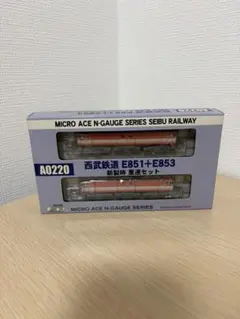 MICRO ACE N-GAUGE SERIES SEIBU RAILWAY
A0220
西武鉄道 E851+E853
新製時 重連セット
MICRO ACE N-GAUGE SERIES